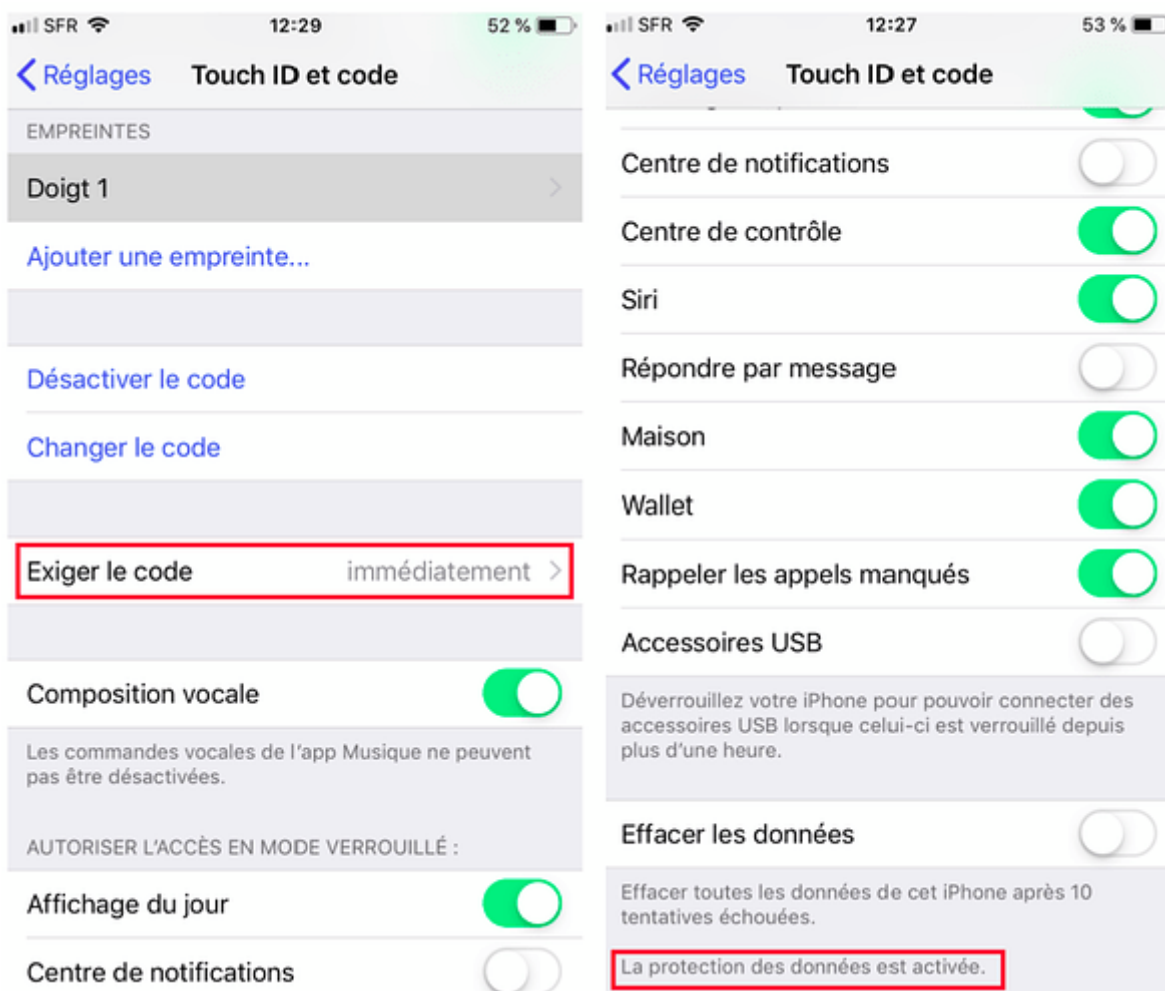 SFR 12:29 52 %
Réglages Touch ID et code
EMPREINTES
Doigt 1
Ajouter une empreinte...
Désactiver le code
Changer le code
Exiger le code immédiatement
Composition vocale
Les commandes vocales de l'app Musique ne peuvent
pas être désactivées.
AUTORISER L'ACCÈS EN MODE VERROUILLÉ :
Affichage du jour
Centre de notifications
SFR 12:27 53 %
Réglages Touch ID et code
Centre de notifications
Centre de contrôle
Siri
Répondre par message
Maison
Wallet
Rappeler les appels manqués
Accessoires USB
Déverrouillez votre iPhone pour pouvoir connecter des
accessoires USB lorsque celui-ci est verrouillé depuis
plus d'une heure.
Effacer les données
Effacer toutes les données de cet iPhone après 10
tentatives échouées.
La protection des données est activée.